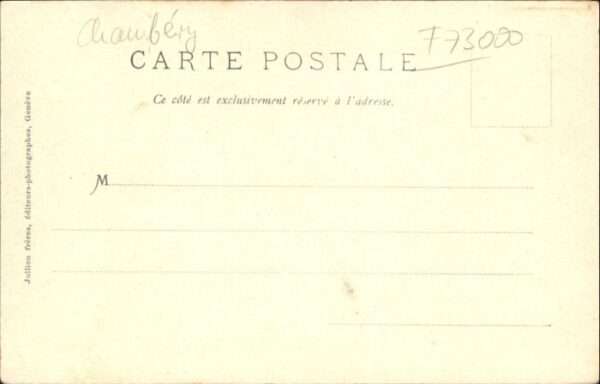 Chambéry
F73000
CARTE POSTALE
Ce côté est exclusivement réservé à l'adresse.
M
Jullien frères, éditeurs-photographes, Genève